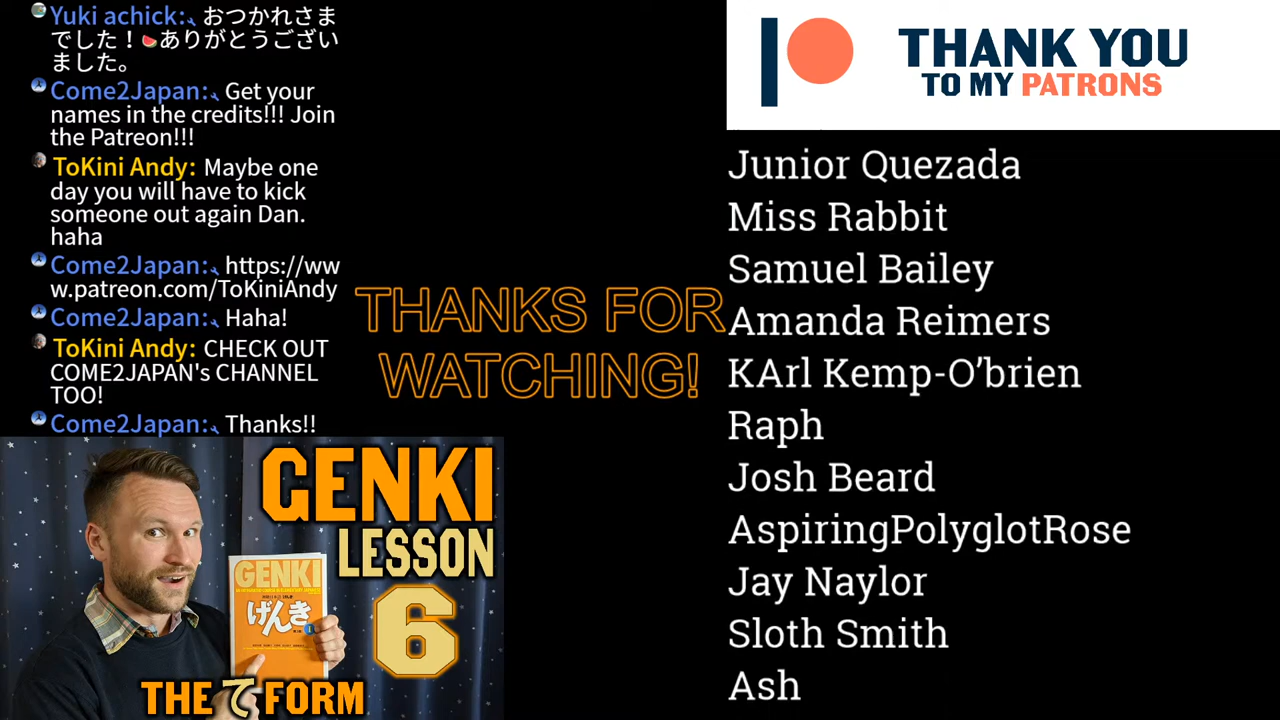 Yuki achick: おつかれさま
でした！🍉ありがとうござい
ました。
Come2Japan: Get your
names in the credits!!! Join
the Patreon!!!
ToKini Andy: Maybe one
day you will have to kick
someone out again Dan.
haha
Come2Japan: https://ww
w.patreon.com/ToKiniAndy
Come2Japan: Haha!
ToKini Andy: CHECK OUT
COME2JAPAN's CHANNEL
TOO!
Come2Japan: Thanks!!
GENKI
LESSON
6
GENKI
げんき
THE て FORM
THANKS FOR
WATCHING!
THANK YOU
TO MY PATRONS
Junior Quezada
Miss Rabbit
Samuel Bailey
Amanda Reimers
KArl Kemp-O’brien
Raph
Josh Beard
AspiringPolyglotRose
Jay Naylor
Sloth Smith
Ash